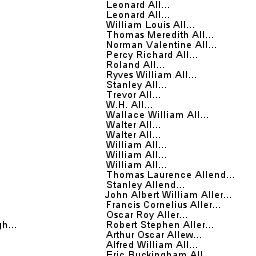 Leonard All...
Leonard All...
William Louis All...
Thomas Meredith All...
Norman Valentine All...
Percy Richard All...
Roland All...
Ryves William All...
Stanley All...
Trevor All...
W.H. All...
Wallace William All...
Walter All...
Walter All...
William All...
William All...
William All...
Thomas Laurence Allend...
Stanley Allend...
John Albert William Aller...
Francis Cornelius Aller...
Oscar Roy Aller...
gh... Robert Stephen Aller...
Arthur Oscar Allew...
Alfred William All...
Eric Buckingham All...